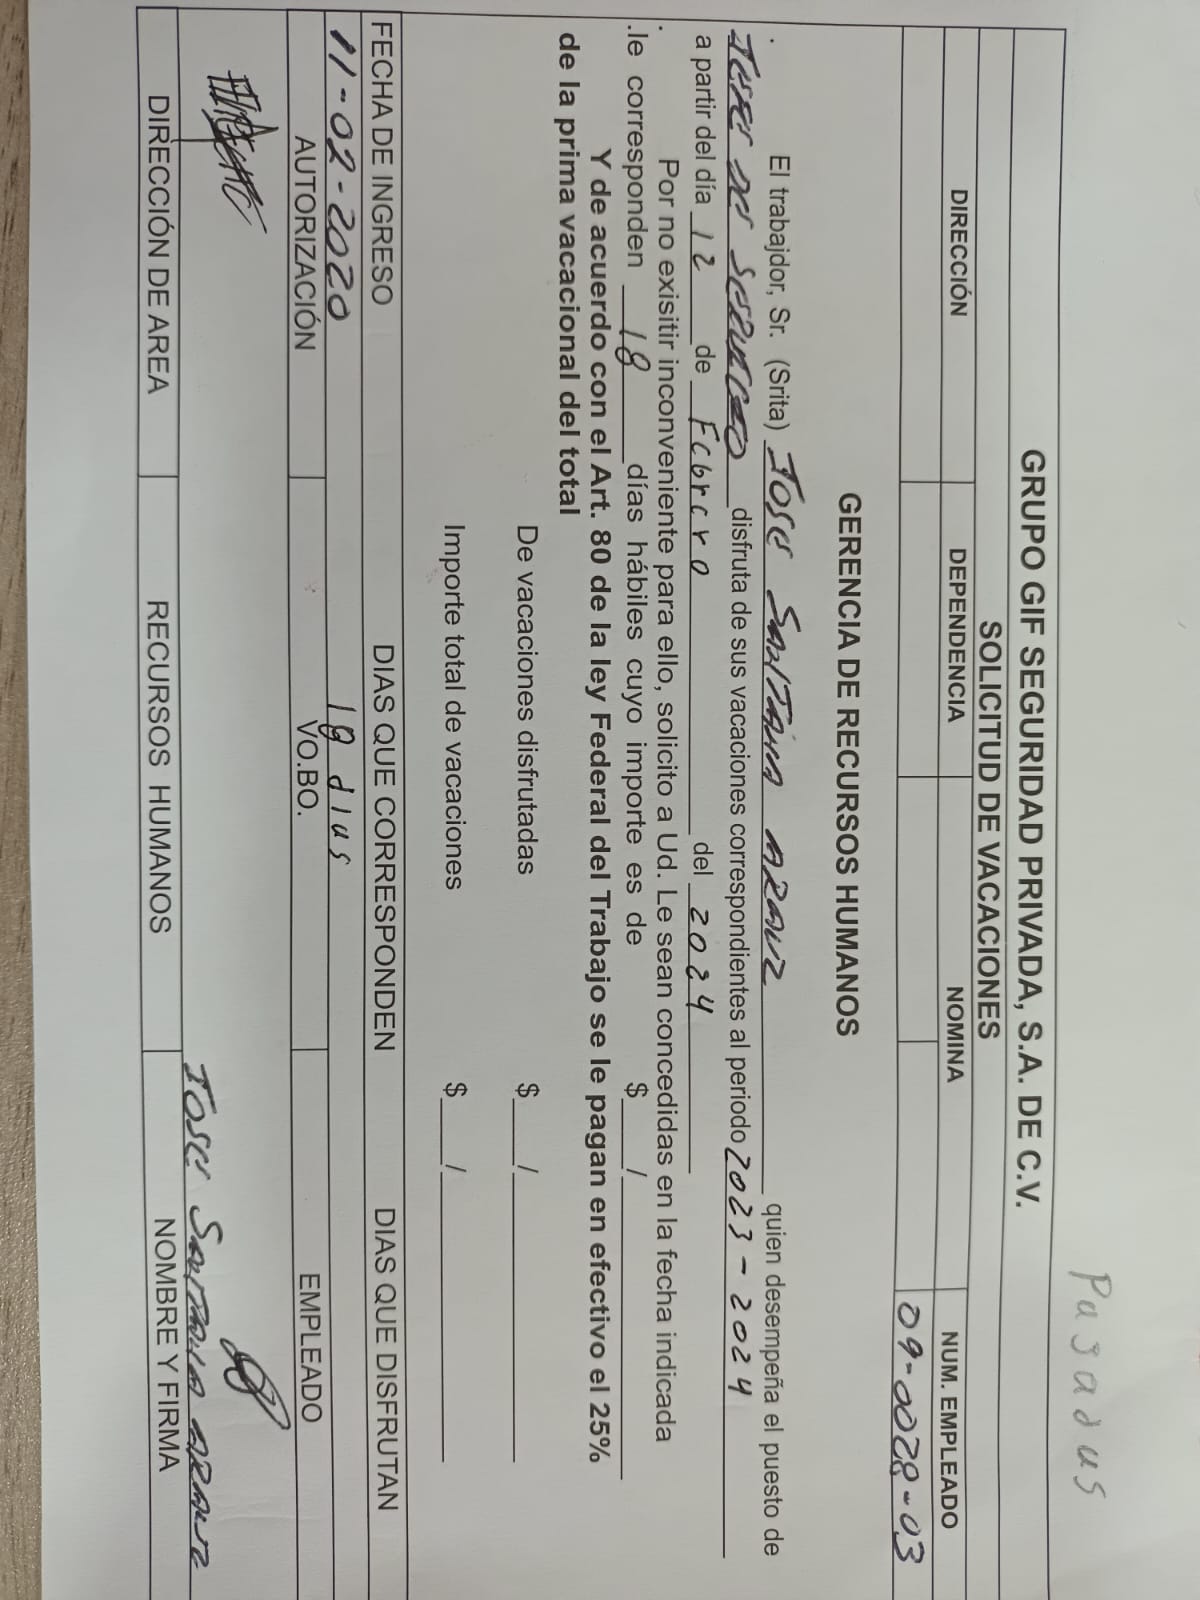 Pagadas
GRUPO GIF SEGURIDAD PRIVADA, S.A. DE C.V.
SOLICITUD DE VACACIONES
DIRECCIÓN DEPENDENCIA NOMINA NUM. EMPLEADO
09-0028-03
GERENCIA DE RECURSOS HUMANOS
. El trabajdor, Sr. (Srita) JOSE SANTANA ARAUZ quien desempeña el puesto de
JEFE DE SERVICIO disfruta de sus vacaciones correspondientes al periodo 2023 - 2024
a partir del día 12 de Febrero del 2024
. Por no exisitir inconveniente para ello, solicito a Ud. Le sean concedidas en la fecha indicada
.le corresponden 18 días hábiles cuyo importe es de $____/____
Y de acuerdo con el Art. 80 de la ley Federal del Trabajo se le pagan en efectivo el 25%
de la prima vacacional del total
De vacaciones disfrutadas $____/____
Importe total de vacaciones $____/____
FECHA DE INGRESO DIAS QUE CORRESPONDEN DIAS QUE DISFRUTAN
11-02-2020 18 dias
AUTORIZACIÓN VO.BO. EMPLEADO
JOSE SANTANA ARAUZ
DIRECCIÓN DE AREA RECURSOS HUMANOS NOMBRE Y FIRMA